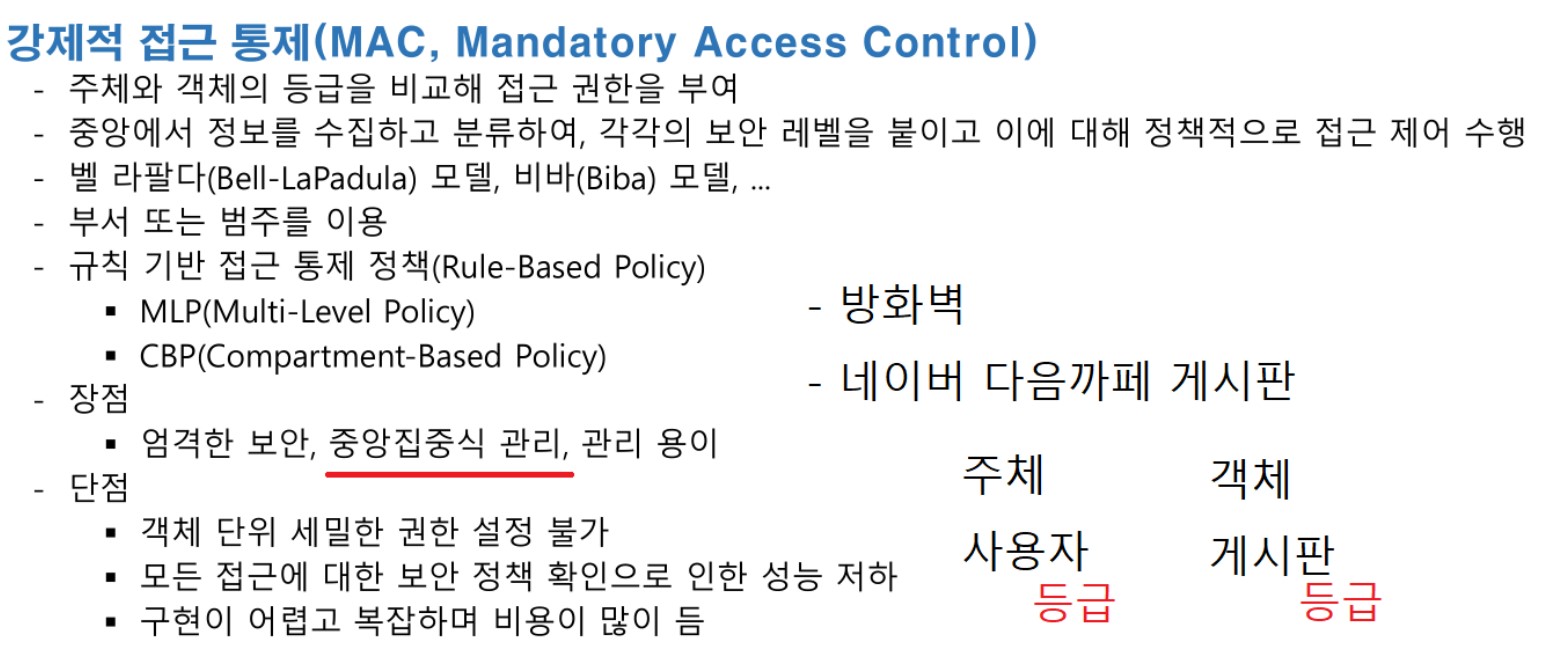 강제적 접근 통제(MAC, Mandatory Access Control)
- 주체와 객체의 등급을 비교해 접근 권한을 부여
- 중앙에서 정보를 수집하고 분류하여, 각각의 보안 레벨을 붙이고 이에 대해 정책적으로 접근 제어 수행
- 벨 라팔다(Bell-LaPadula) 모델, 비바(Biba) 모델, ...
- 부서 또는 범주를 이용
- 규칙 기반 접근 통제 정책(Rule-Based Policy)
▪ MLP(Multi-Level Policy)
▪ CBP(Compartment-Based Policy)
- 장점
▪ 엄격한 보안, 중앙집중식 관리, 관리 용이
- 단점
▪ 객체 단위 세밀한 권한 설정 불가
▪ 모든 접근에 대한 보안 정책 확인으로 인한 성능 저하
▪ 구현이 어렵고 복잡하며 비용이 많이 듬
- 방화벽
- 네이버 다음까페 게시판
주체 객체
사용자 게시판
등급 등급